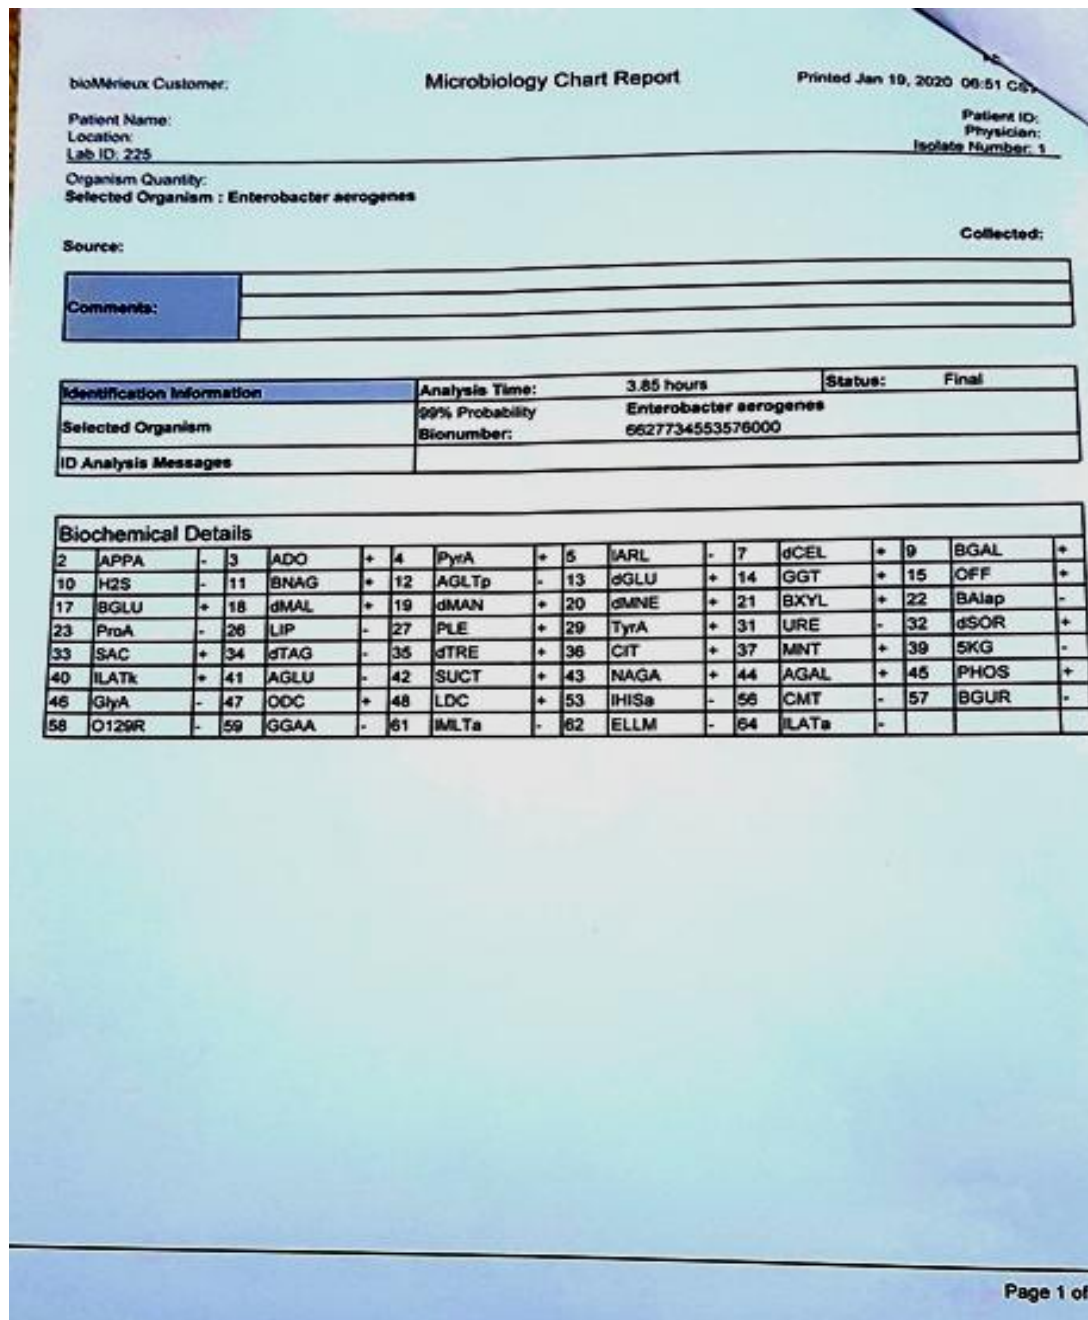 bioMérieux Customer: Microbiology Chart Report Printed Jan 19, 2020 06:51
Patient Name: Patient ID:
Location: Physician:
Lab ID: 225 Isolate Number: 1
Organism Quantity:
Selected Organism : Enterobacter aerogenes
Source: Collected:
Comments:
Identification Information Analysis Time: 3.85 hours Status: Final
Selected Organism 99% Probability Enterobacter aerogenes
Bionumber: 6627734553576000
ID Analysis Messages
Biochemical Details
2 APPA - 3 ADO + 4 PyrA + 5 lARL - 7 dCEL + 9 BGAL +
10 H2S - 11 BNAG + 12 AGLTp - 13 dGLU + 14 GGT + 15 OFF +
17 BGLU + 18 dMAL + 19 dMAN + 20 dMNE + 21 BXYL + 22 BAlap -
23 ProA - 26 LIP - 27 PLE + 29 TyrA + 31 URE - 32 dSOR +
33 SAC + 34 dTAG - 35 dTRE + 36 CIT + 37 MNT + 39 5KG -
40 lLATk + 41 AGLU - 42 SUCT + 43 NAGA + 44 AGAL + 45 PHOS +
46 GlyA - 47 ODC + 48 LDC + 53 lHISa - 56 CMT - 57 BGUR -
58 O129R - 59 GGAA - 61 lMLTa - 62 ELLM - 64 lLATa -
Page 1 of